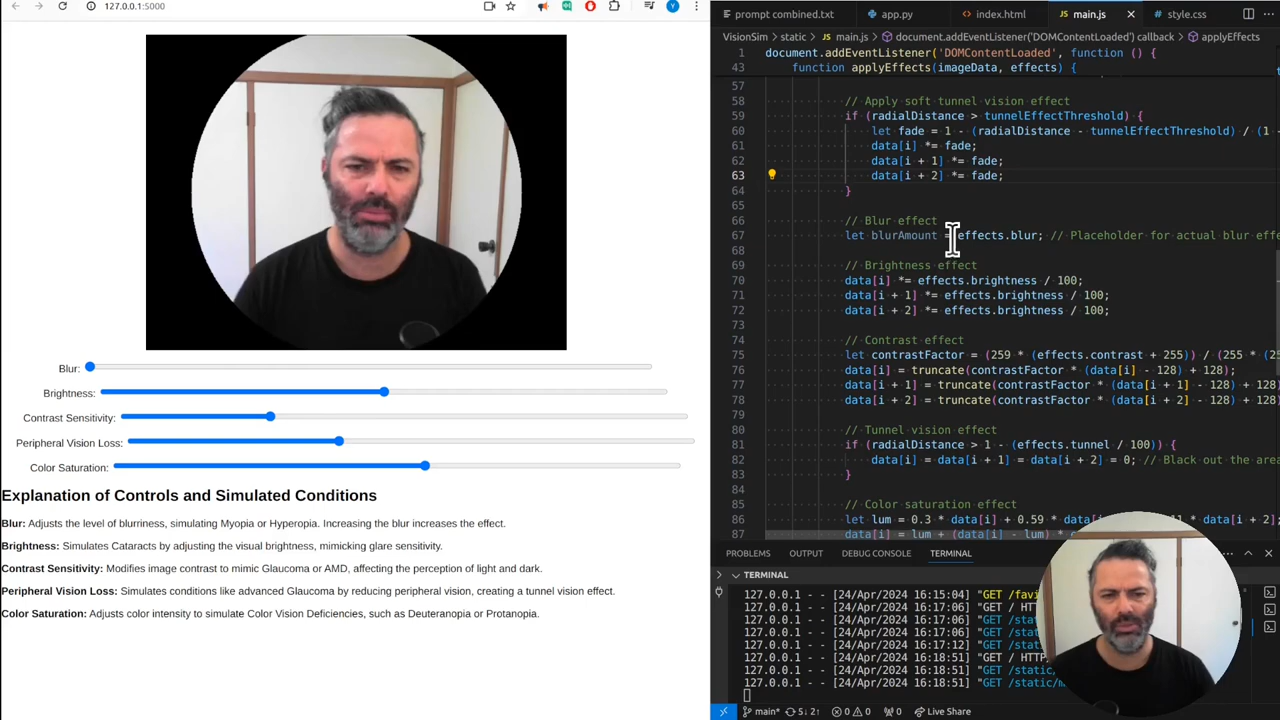 127.0.0.1:5000
Blur:
Brightness:
Contrast Sensitivity:
Peripheral Vision Loss:
Color Saturation:
Explanation of Controls and Simulated Conditions
Blur: Adjusts the level of blurriness, simulating Myopia or Hyperopia. Increasing the blur increases the effect.
Brightness: Simulates Cataracts by adjusting the visual brightness, mimicking glare sensitivity.
Contrast Sensitivity: Modifies image contrast to mimic Glaucoma or AMD, affecting the perception of light and dark.
Peripheral Vision Loss: Simulates conditions like advanced Glaucoma by reducing peripheral vision, creating a tunnel vision effect.
Color Saturation: Adjusts color intensity to simulate Color Vision Deficiencies, such as Deuteranopia or Protanopia.
prompt combined.txt app.py index.html main.js style.css
VisionSim > static > main.js > document.addEventListener('DOMContentLoaded') callback > applyEffects
1 document.addEventListener('DOMContentLoaded', function () {
43 function applyEffects(imageData, effects) {
57
58 // Apply soft tunnel vision effect
59 if (radialDistance > tunnelEffectThreshold) {
60 let fade = 1 - (radialDistance - tunnelEffectThreshold) / (1 -
61 data[i] *= fade;
62 data[i + 1] *= fade;
63 data[i + 2] *= fade;
64 }
65
66 // Blur effect
67 let blurAmount = effects.blur; // Placeholder for actual blur effe
68
69 // Brightness effect
70 data[i] *= effects.brightness / 100;
71 data[i + 1] *= effects.brightness / 100;
72 data[i + 2] *= effects.brightness / 100;
73
74 // Contrast effect
75 let contrastFactor = (259 * (effects.contrast + 255)) / (255 * (2
76 data[i] = truncate(contrastFactor * (data[i] - 128) + 128);
77 data[i + 1] = truncate(contrastFactor * (data[i + 1] - 128) + 128
78 data[i + 2] = truncate(contrastFactor * (data[i + 2] - 128) + 128
79
80 // Tunnel vision effect
81 if (radialDistance > 1 - (effects.tunnel / 100)) {
82 data[i] = data[i + 1] = data[i + 2] = 0; // Black out the area
83 }
84
85 // Color saturation effect
86 let lum = 0.3 * data[i] + 0.59 * data[i * data[i + 2];
87 data[i] = lum + (data[i] - lum) *
PROBLEMS OUTPUT DEBUG CONSOLE TERMINAL
TERMINAL
127.0.0.1 - - [24/Apr/2024 16:15:04] "GET /favi
127.0.0.1 - - [24/Apr/2024 16:17:06] "GET / HT
127.0.0.1 - - [24/Apr/2024 16:17:06] "GET /stat
127.0.0.1 - - [24/Apr/2024 16:17:06] "GET /stat
127.0.0.1 - - [24/Apr/2024 16:17:12] "GET /stat
127.0.0.1 - - [24/Apr/2024 16:18:51] "GET / HTT
127.0.0.1 - - [24/Apr/2024 16:18:51] "GET /stati
127.0.0.1 - - [24/Apr/2024 16:18:51] "GET /static/m
main* 5↓ 2↑ 0 0 0 Live Share